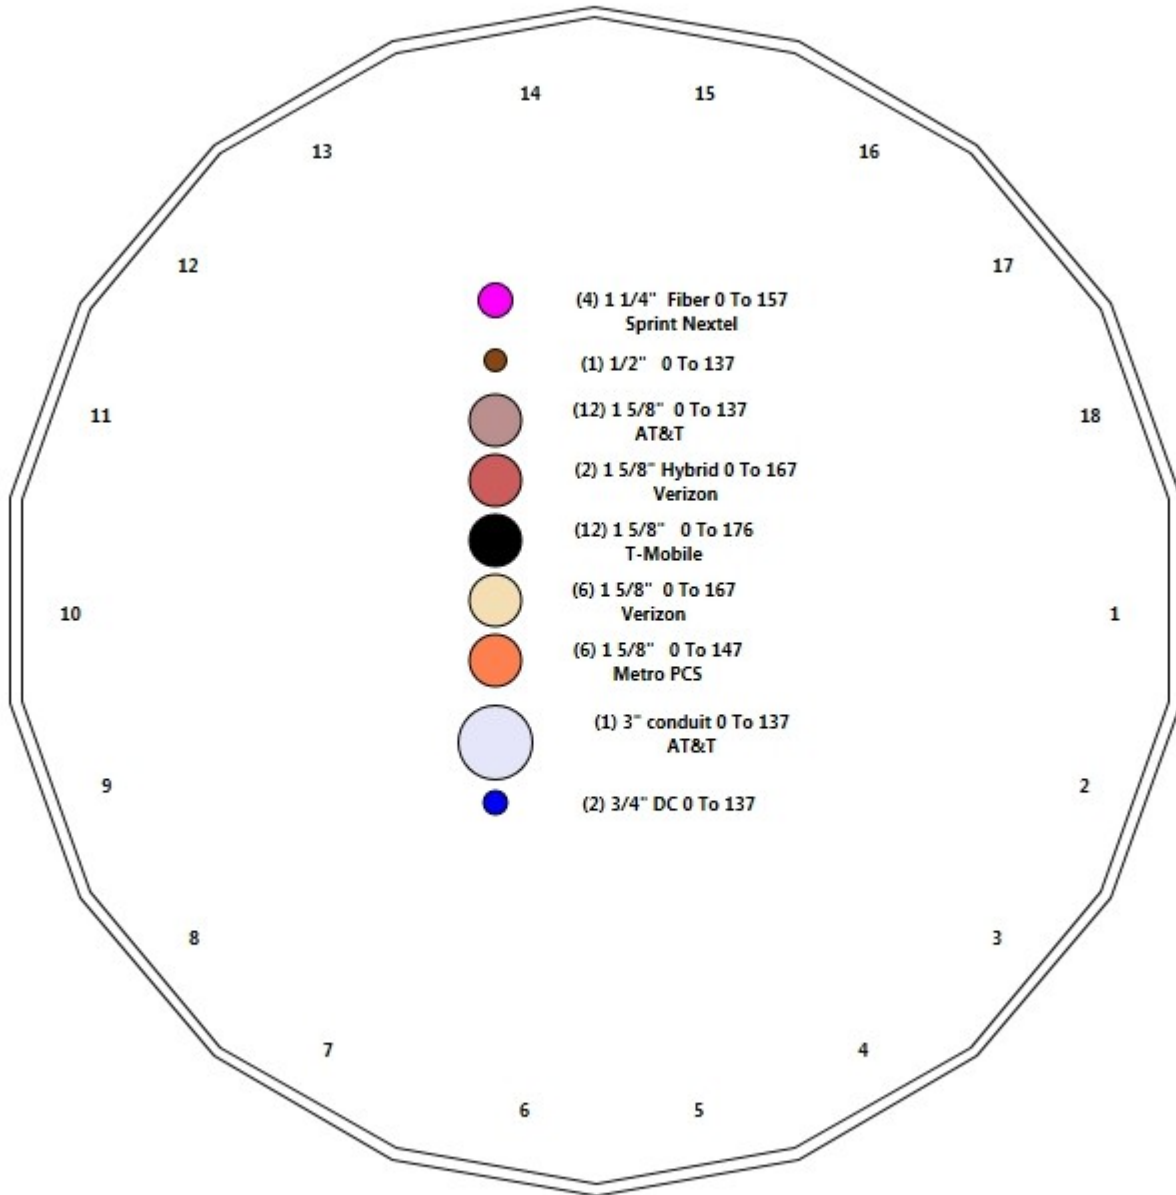 14 15
13 16
12 17
(4) 1 1/4" Fiber 0 To 157
Sprint Nextel
(1) 1/2" 0 To 137
(12) 1 5/8" 0 To 137
AT&T
11 18
(2) 1 5/8" Hybrid 0 To 167
Verizon
(12) 1 5/8" 0 To 176
T-Mobile
(6) 1 5/8" 0 To 167
Verizon
10 1
(6) 1 5/8" 0 To 147
Metro PCS
(1) 3" conduit 0 To 137
AT&T
9 2
(2) 3/4" DC 0 To 137
8 3
7 4
6 5